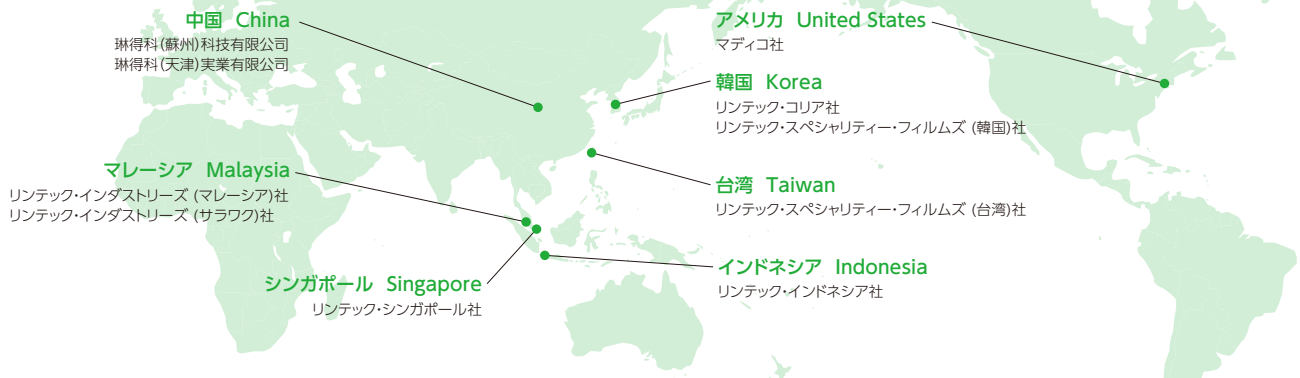 中国 China
琳得科(蘇州)科技有限公司
琳得科(天津)実業有限公司
マレーシア Malaysia
リンテック・インダストリーズ (マレーシア)社
リンテック・インダストリーズ (サラワク)社
シンガポール Singapore
リンテック・シンガポール社
アメリカ United States
マディコ社
韓国 Korea
リンテック・コリア社
リンテック・スペシャリティー・フィルムズ (韓国)社
台湾 Taiwan
リンテック・スペシャリティー・フィルムズ (台湾)社
インドネシア Indonesia
リンテック・インドネシア社